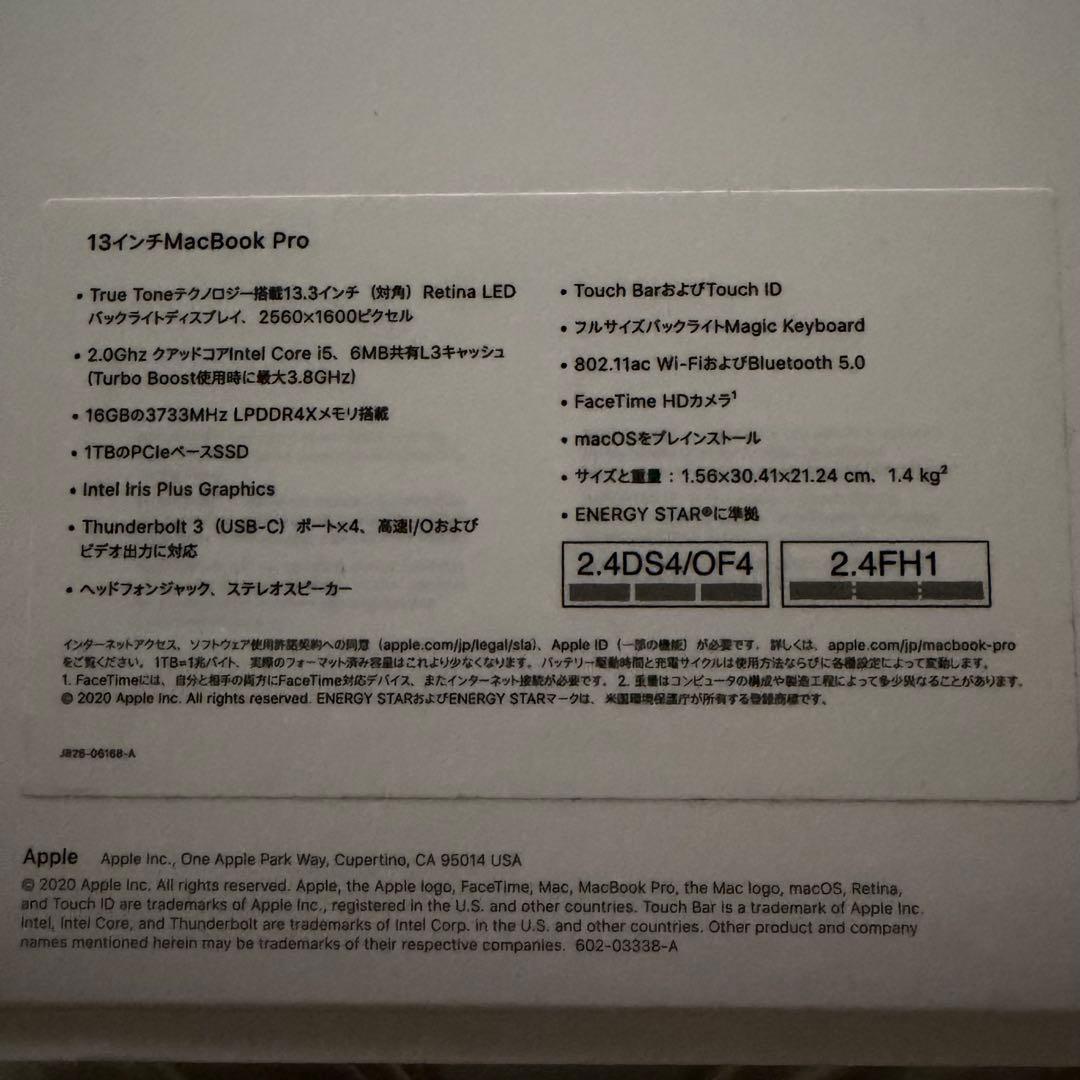 13インチMacBook Pro
• True Toneテクノロジー搭載13.3インチ（対角）Retina LED
バックライトディスプレイ、2560×1600ピクセル
• 2.0Ghz クアッドコアIntel Core i5、6MB共有L3キャッシュ
(Turbo Boost使用時に最大3.8GHz)
• 16GBの3733MHz LPDDR4Xメモリ搭載
• 1TBのPCIeベースSSD
• Intel Iris Plus Graphics
• Thunderbolt 3（USB-C）ポート×4、高速I/Oおよび
ビデオ出力に対応
• ヘッドフォンジャック、ステレオスピーカー
• Touch BarおよびTouch ID
• フルサイズバックライトMagic Keyboard
• 802.11ac Wi-FiおよびBluetooth 5.0
• FaceTime HDカメラ¹
• macOSをプレインストール
• サイズと重量：1.56×30.41×21.24 cm、1.4 kg²
• ENERGY STAR®に準拠
2.4DS4/OF4
2.4FH1
インターネットアクセス、ソフトウェア使用許諾契約への同意（apple.com/jp/legal/sla）、Apple ID（一部の機能）が必要です。詳しくは、apple.com/jp/macbook-pro
をご覧ください。1TB=1兆バイト、実際のフォーマット済み容量はこれより少なくなります。バッテリー駆動時間と充電サイクルは使用方法ならびに各種設定によって変動します。
1. FaceTimeには、自分と相手の両方にFaceTime対応デバイス、またインターネット接続が必要です。2. 重量はコンピュータの構成や製造工程によって多少異なることがあります。
© 2020 Apple Inc. All rights reserved. ENERGY STARおよびENERGY STARマークは、米国環境保護庁が所有する登録商標です。
JB26-06168-A
Apple Apple Inc., One Apple Park Way, Cupertino, CA 95014 USA
© 2020 Apple Inc. All rights reserved. Apple, the Apple logo, FaceTime, Mac, MacBook Pro, the Mac logo, macOS, Retina,
and Touch ID are trademarks of Apple Inc., registered in the U.S. and other countries. Touch Bar is a trademark of Apple Inc.
Intel, Intel Core, and Thunderbolt are trademarks of Intel Corp. in the U.S. and other countries. Other product and company
names mentioned herein may be trademarks of their respective companies. 602-03338-A